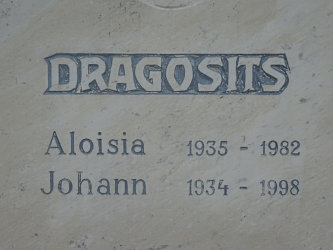 DRAGOSITS
Aloisia 1935 - 1982
Johann 1934 - 1998